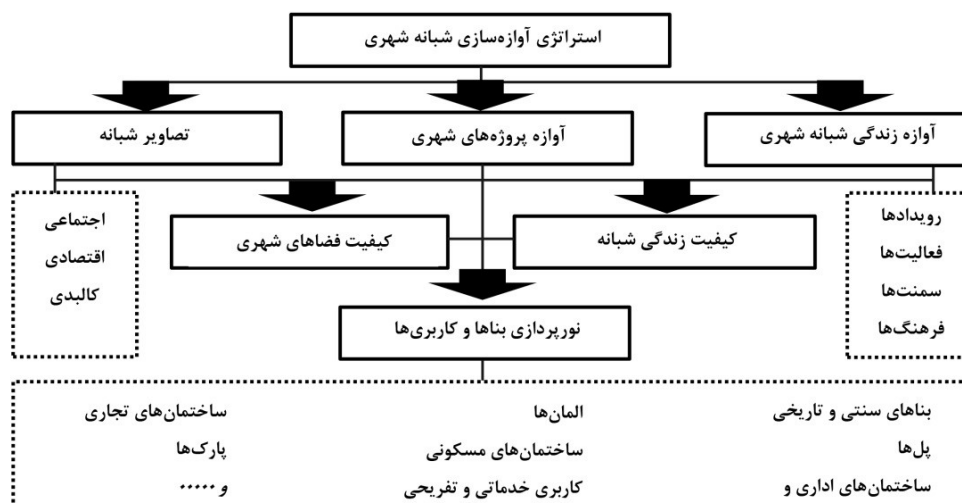 استراتژی آوازه‌سازی شبانه شهری
آوازه زندگی شبانه شهری
آوازه پروژه‌های شهری
تصاویر شبانه
رویدادها
فعالیت‌ها
سمنت‌ها
فرهنگ‌ها
کیفیت زندگی شبانه
کیفیت فضاهای شهری
اجتماعی
اقتصادی
کالبدی
نورپردازی بناها و کاربری‌ها
بناهای سنتی و تاریخی
المان‌ها
ساختمان‌های تجاری
پل‌ها
ساختمان‌های مسکونی
پارک‌ها
ساختمان‌های اداری و
کاربری خدماتی و تفریحی
و .....